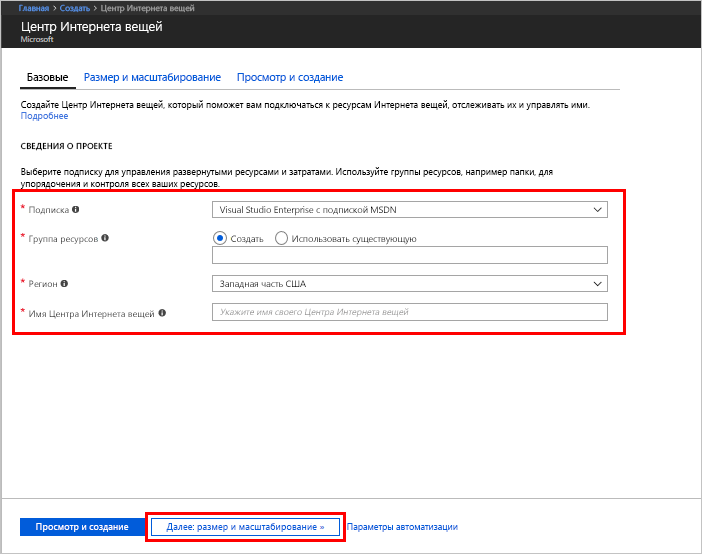 Главная > Создать > Центр Интернета вещей
Центр Интернета вещей
Microsoft
Базовые Размер и масштабирование Просмотр и создание
Создайте Центр Интернета вещей, который поможет вам подключаться к ресурсам Интернета вещей, отслеживать их и управлять ими.
Подробнее
СВЕДЕНИЯ О ПРОЕКТЕ
Выберите подписку для управления развернутыми ресурсами и затратами. Используйте группы ресурсов, например папки, для
упорядочения и контроля всех ваших ресурсов.
* Подписка Visual Studio Enterprise с подпиской MSDN
* Группа ресурсов Создать Использовать существующую
* Регион Западная часть США
* Имя Центра Интернета вещей Укажите имя своего Центра Интернета вещей
Просмотр и создание Далее: размер и масштабирование » Параметры автоматизации